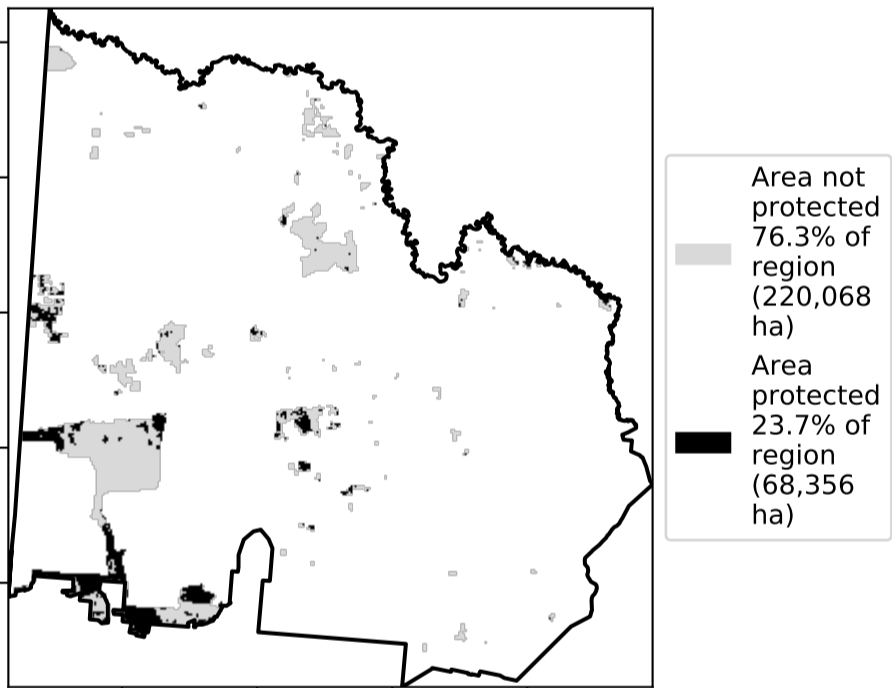 Area not
protected
76.3% of
region
(220,068
ha)
Area
protected
23.7% of
region
(68,356
ha)